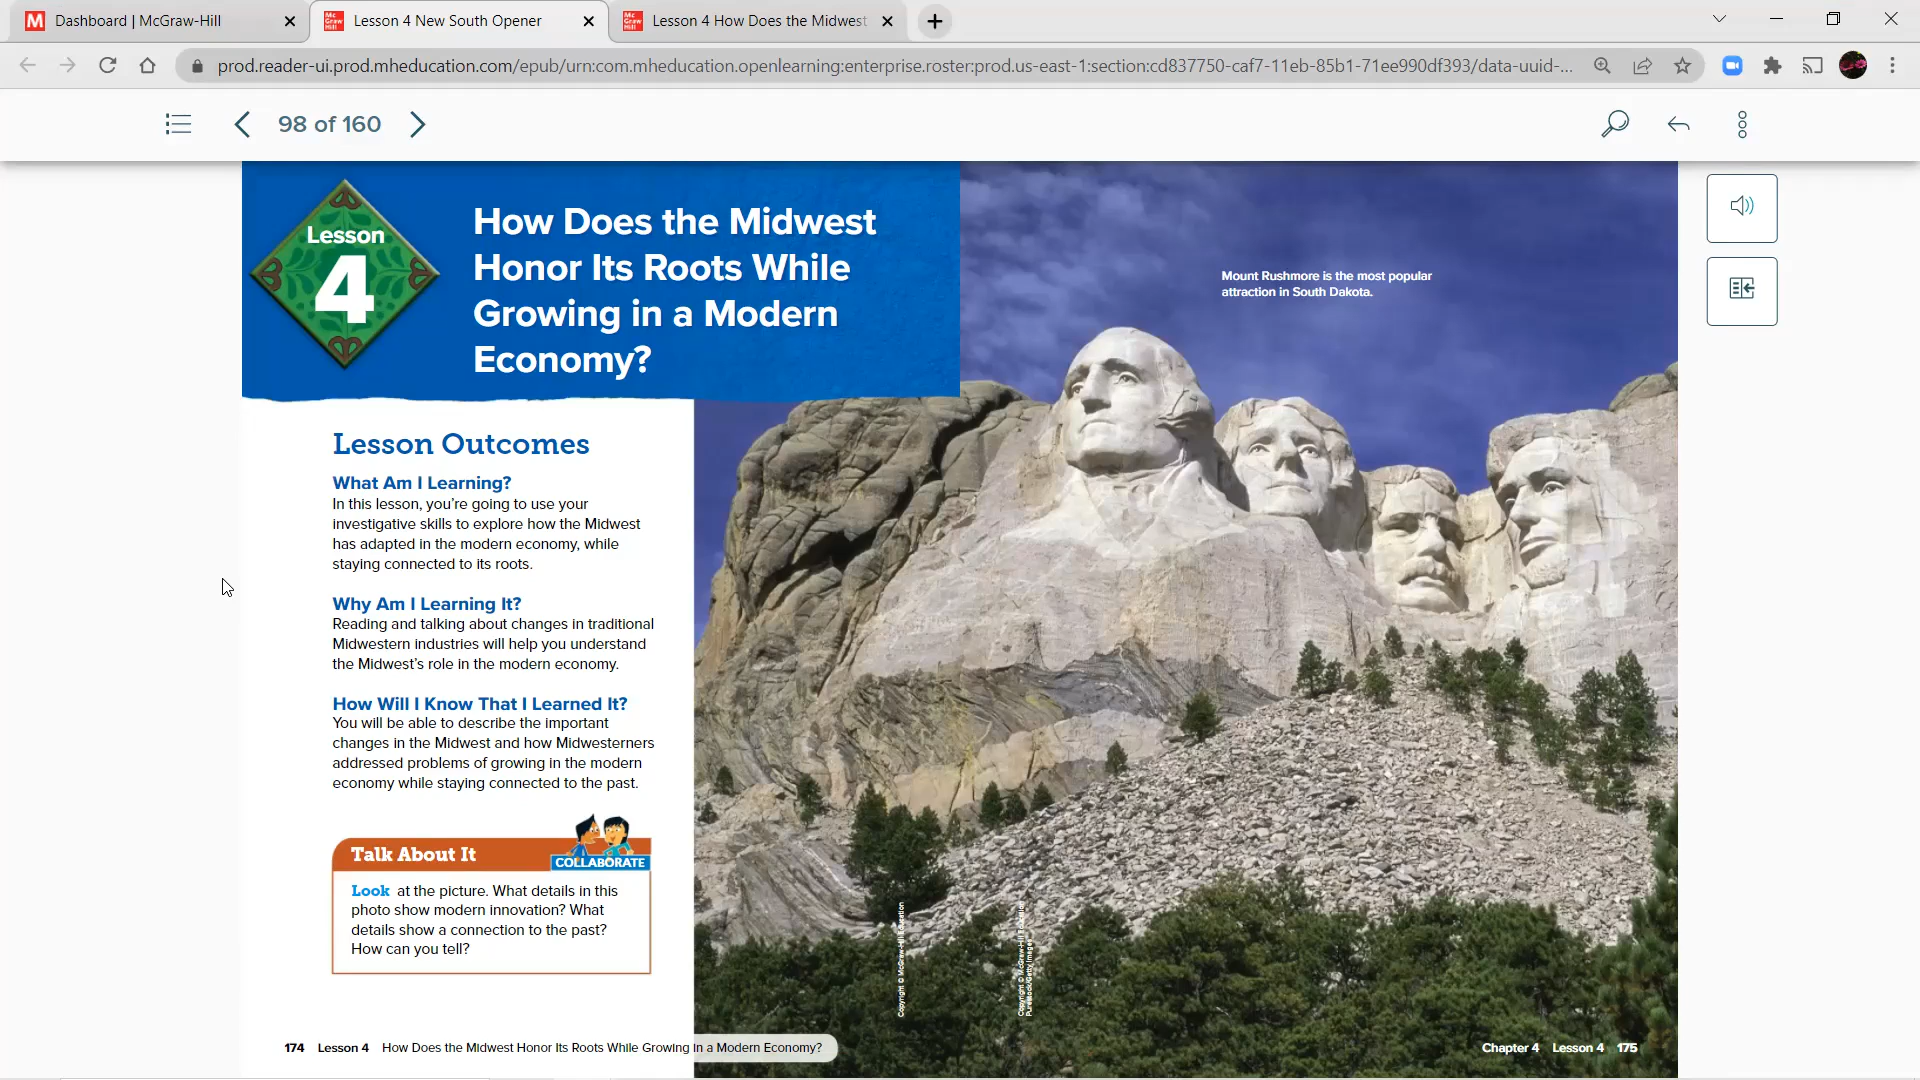 Dashboard | McGraw-Hill
Lesson 4 New South Opener
Lesson 4 How Does the Midwest
prod.reader-ui.prod.mheducation.com/epub/urn:com.mheducation.openlearning:enterprise.roster:prod.us-east-1:section:cd837750-caf7-11eb-85b1-71ee990df393/data-uuid-...
98 of 160
Lesson
4
How Does the Midwest
Honor Its Roots While
Growing in a Modern
Economy?
Mount Rushmore is the most popular
attraction in South Dakota.
Lesson Outcomes
What Am I Learning?
In this lesson, you’re going to use your
investigative skills to explore how the Midwest
has adapted in the modern economy, while
staying connected to its roots.
Why Am I Learning It?
Reading and talking about changes in traditional
Midwestern industries will help you understand
the Midwest’s role in the modern economy.
How Will I Know That I Learned It?
You will be able to describe the important
changes in the Midwest and how Midwesterners
addressed problems of growing in the modern
economy while staying connected to the past.
Talk About It
COLLABORATE
Look at the picture. What details in this
photo show modern innovation? What
details show a connection to the past?
How can you tell?
Copyright © McGraw-Hill Education
Copyright © McGraw-Hill Education
174 Lesson 4 How Does the Midwest Honor Its Roots While Growing in a Modern Economy?
Chapter 4 Lesson 4 175